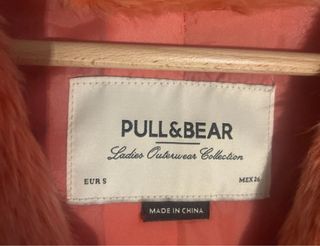 PULL&BEAR
Ladies Outerwear Collection
EUR S
MEX 26
MADE IN CHINA